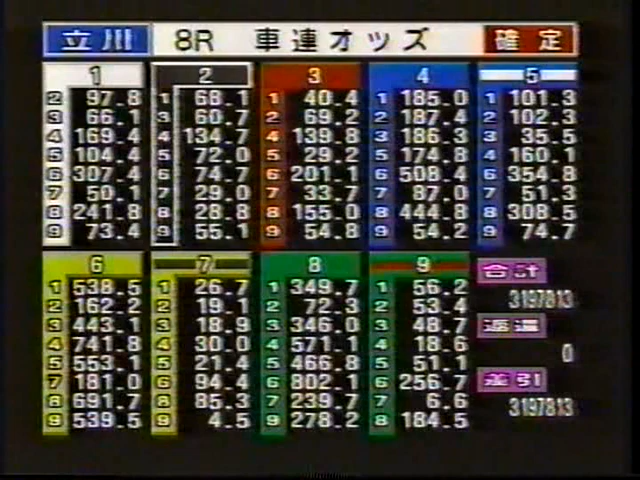 立川 8R 車連オッズ 確定
1 2 3 4 5
2 97.8 1 68.1 1 40.4 1 185.0 1 101.3
3 66.1 3 60.7 2 69.2 2 187.4 2 102.3
4 169.4 4 134.7 4 139.8 3 186.3 3 35.5
5 104.4 5 72.0 5 29.2 5 174.8 4 160.1
6 307.4 6 74.7 6 201.1 6 508.4 6 354.8
7 50.1 7 29.0 7 33.7 7 87.0 7 51.3
8 241.8 8 28.8 8 155.0 8 444.8 8 308.5
9 73.4 9 55.1 9 54.8 9 54.2 9 74.7
6 7 8 9 合計
1 538.5 1 26.7 1 349.7 1 56.2 3197813
2 162.2 2 19.1 2 72.3 2 53.4
3 443.1 3 18.9 3 346.0 3 48.7 返還
4 741.8 4 30.0 4 571.1 4 18.6 0
5 553.1 5 21.4 5 466.8 5 51.1
7 181.0 6 94.4 6 802.1 6 256.7 差引
8 691.7 8 85.3 7 239.7 7 6.6 3197813
9 539.5 9 4.5 9 278.2 8 184.5